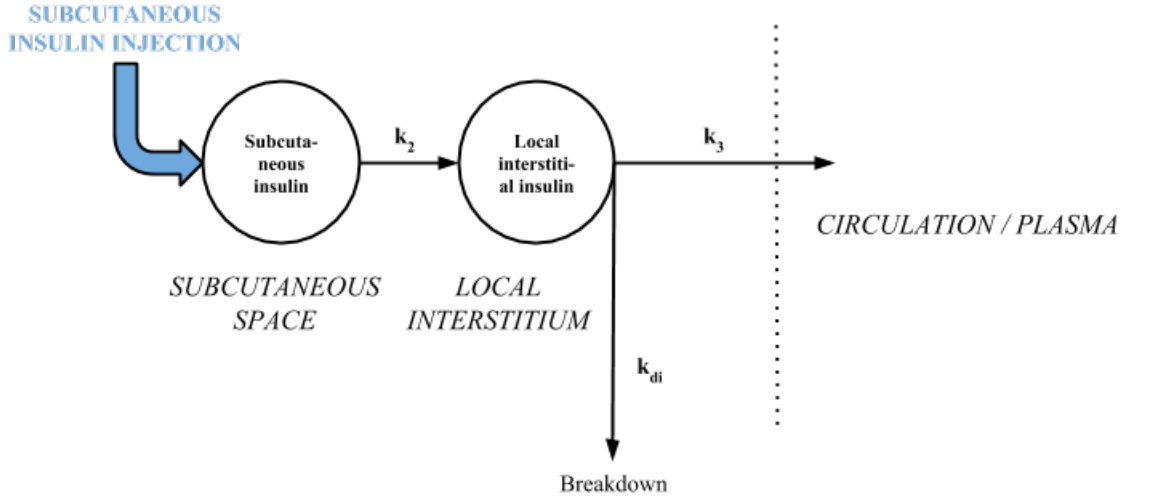 SUBCUTANEOUS
INSULIN INJECTION
Subcuta-
neous
insulin
k2
Local
interstiti-
al insulin
k3
CIRCULATION / PLASMA
SUBCUTANEOUS
SPACE
LOCAL
INTERSTITIUM
kdi
Breakdown